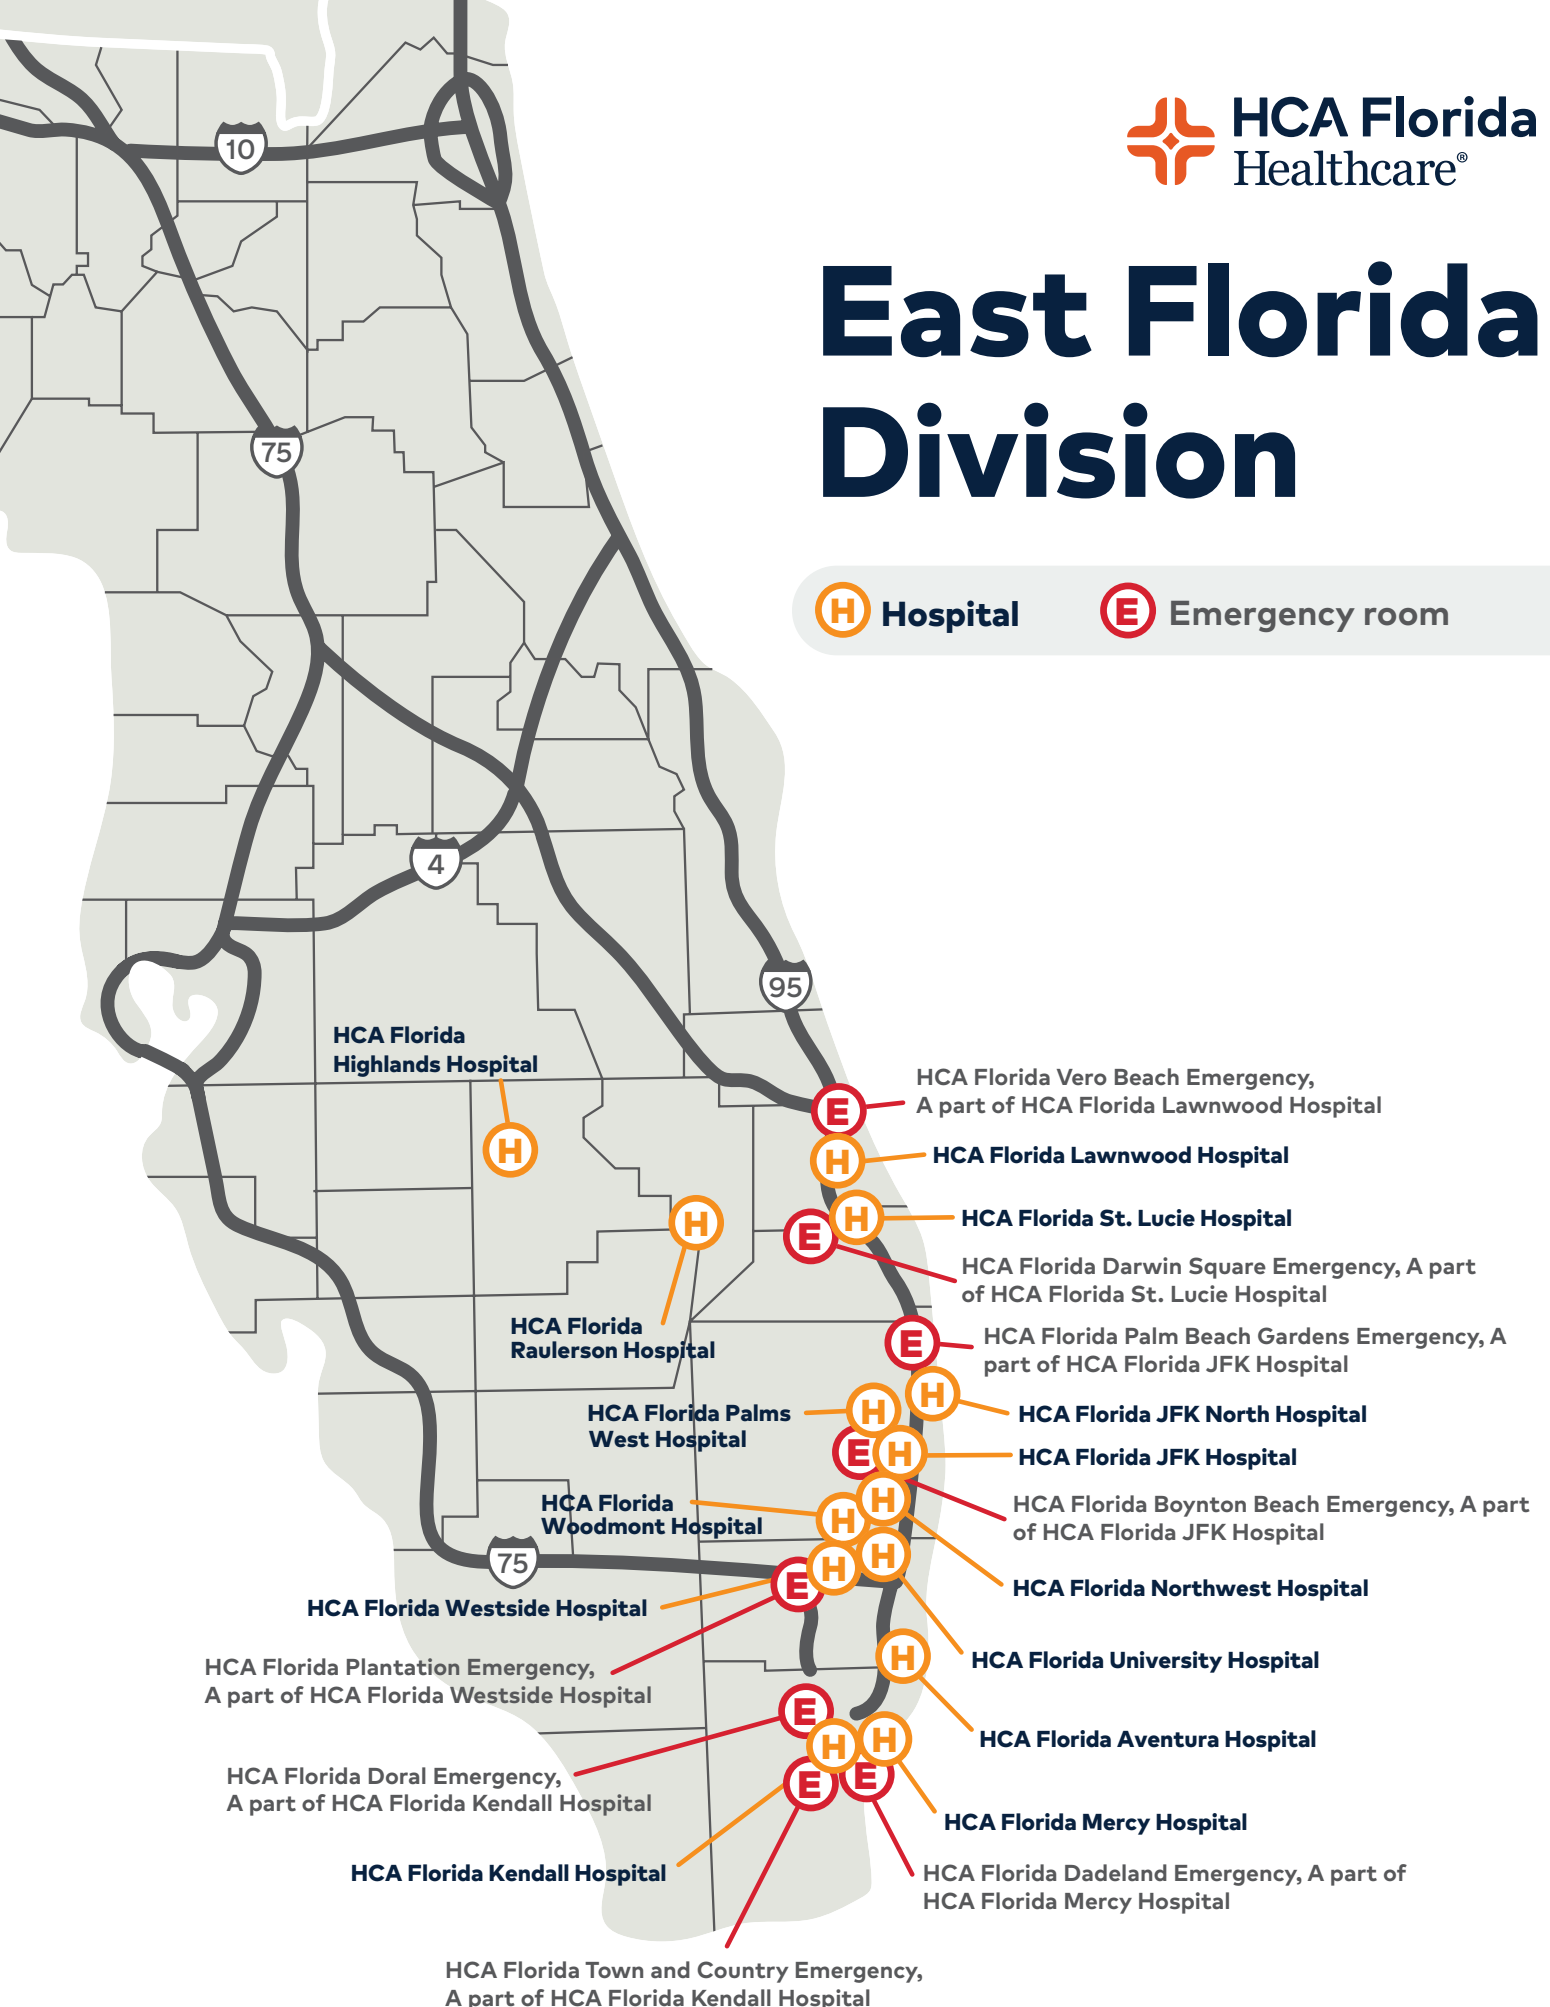 HCA Florida
Healthcare®
East Florida
Division
H Hospital
E Emergency room
10
75
4
95
HCA Florida
Highlands Hospital
H
E
HCA Florida Vero Beach Emergency,
A part of HCA Florida Lawnwood Hospital
H
HCA Florida Lawnwood Hospital
H
H
E
HCA Florida St. Lucie Hospital
HCA Florida Darwin Square Emergency, A part
of HCA Florida St. Lucie Hospital
HCA Florida
Raulerson Hospital
E
HCA Florida Palm Beach Gardens Emergency, A
part of HCA Florida JFK Hospital
H
HCA Florida Palms
West Hospital
H
HCA Florida JFK North Hospital
E
H
HCA Florida JFK Hospital
HCA Florida
Woodmont Hospital
H
H
HCA Florida Boynton Beach Emergency, A part
of HCA Florida JFK Hospital
75
E
H
H
HCA Florida Northwest Hospital
HCA Florida Westside Hospital
HCA Florida Plantation Emergency,
A part of HCA Florida Westside Hospital
H
HCA Florida University Hospital
E
H
H
HCA Florida Aventura Hospital
HCA Florida Doral Emergency,
A part of HCA Florida Kendall Hospital
E
E
HCA Florida Mercy Hospital
HCA Florida Kendall Hospital
HCA Florida Dadeland Emergency, A part of
HCA Florida Mercy Hospital
HCA Florida Town and Country Emergency,
A part of HCA Florida Kendall Hospital